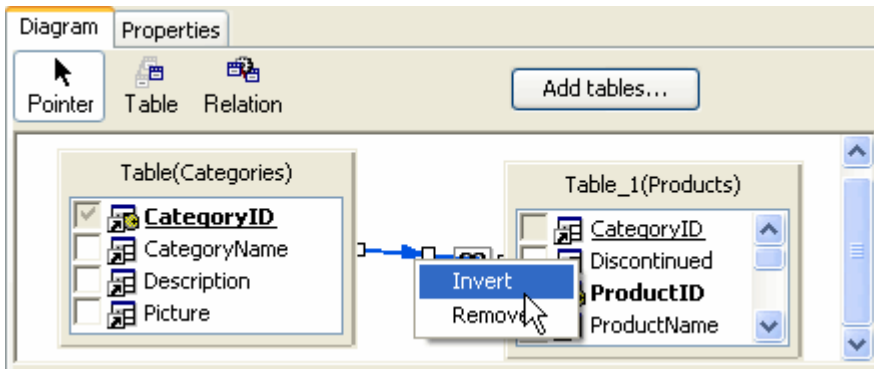 Diagram Properties
Pointer Table Relation
Add tables...
Table(Categories)
CategoryID
CategoryName
Description
Picture
Table_1(Products)
CategoryID
Discontinued
ProductID
ProductName
Invert
Remove